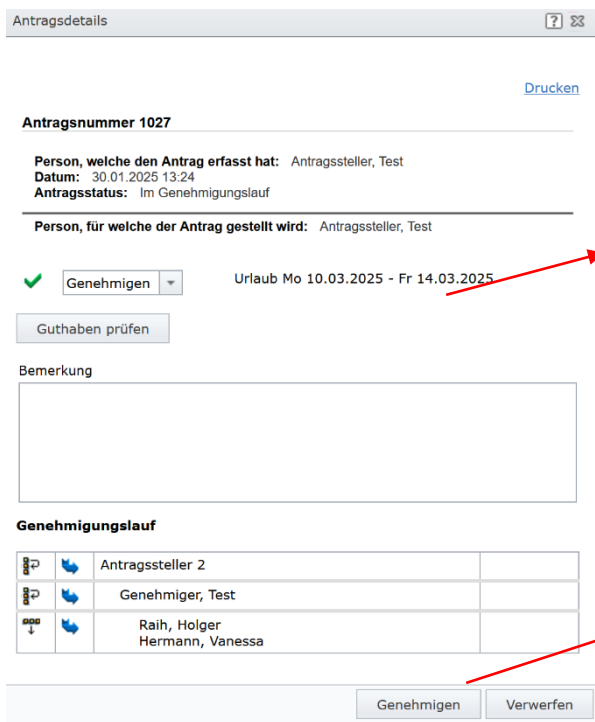 Antragsdetails
Drucken
Antragsnummer 1027
Person, welche den Antrag erfasst hat: Antragssteller, Test
Datum: 30.01.2025 13:24
Antragsstatus: Im Genehmigungslauf
Person, für welche der Antrag gestellt wird: Antragssteller, Test
Genehmigen Urlaub Mo 10.03.2025 - Fr 14.03.2025
Guthaben prüfen
Bemerkung
Genehmigungslauf
Antragssteller 2
Genehmiger, Test
Raih, Holger
Hermann, Vanessa
Genehmigen Verwerfen